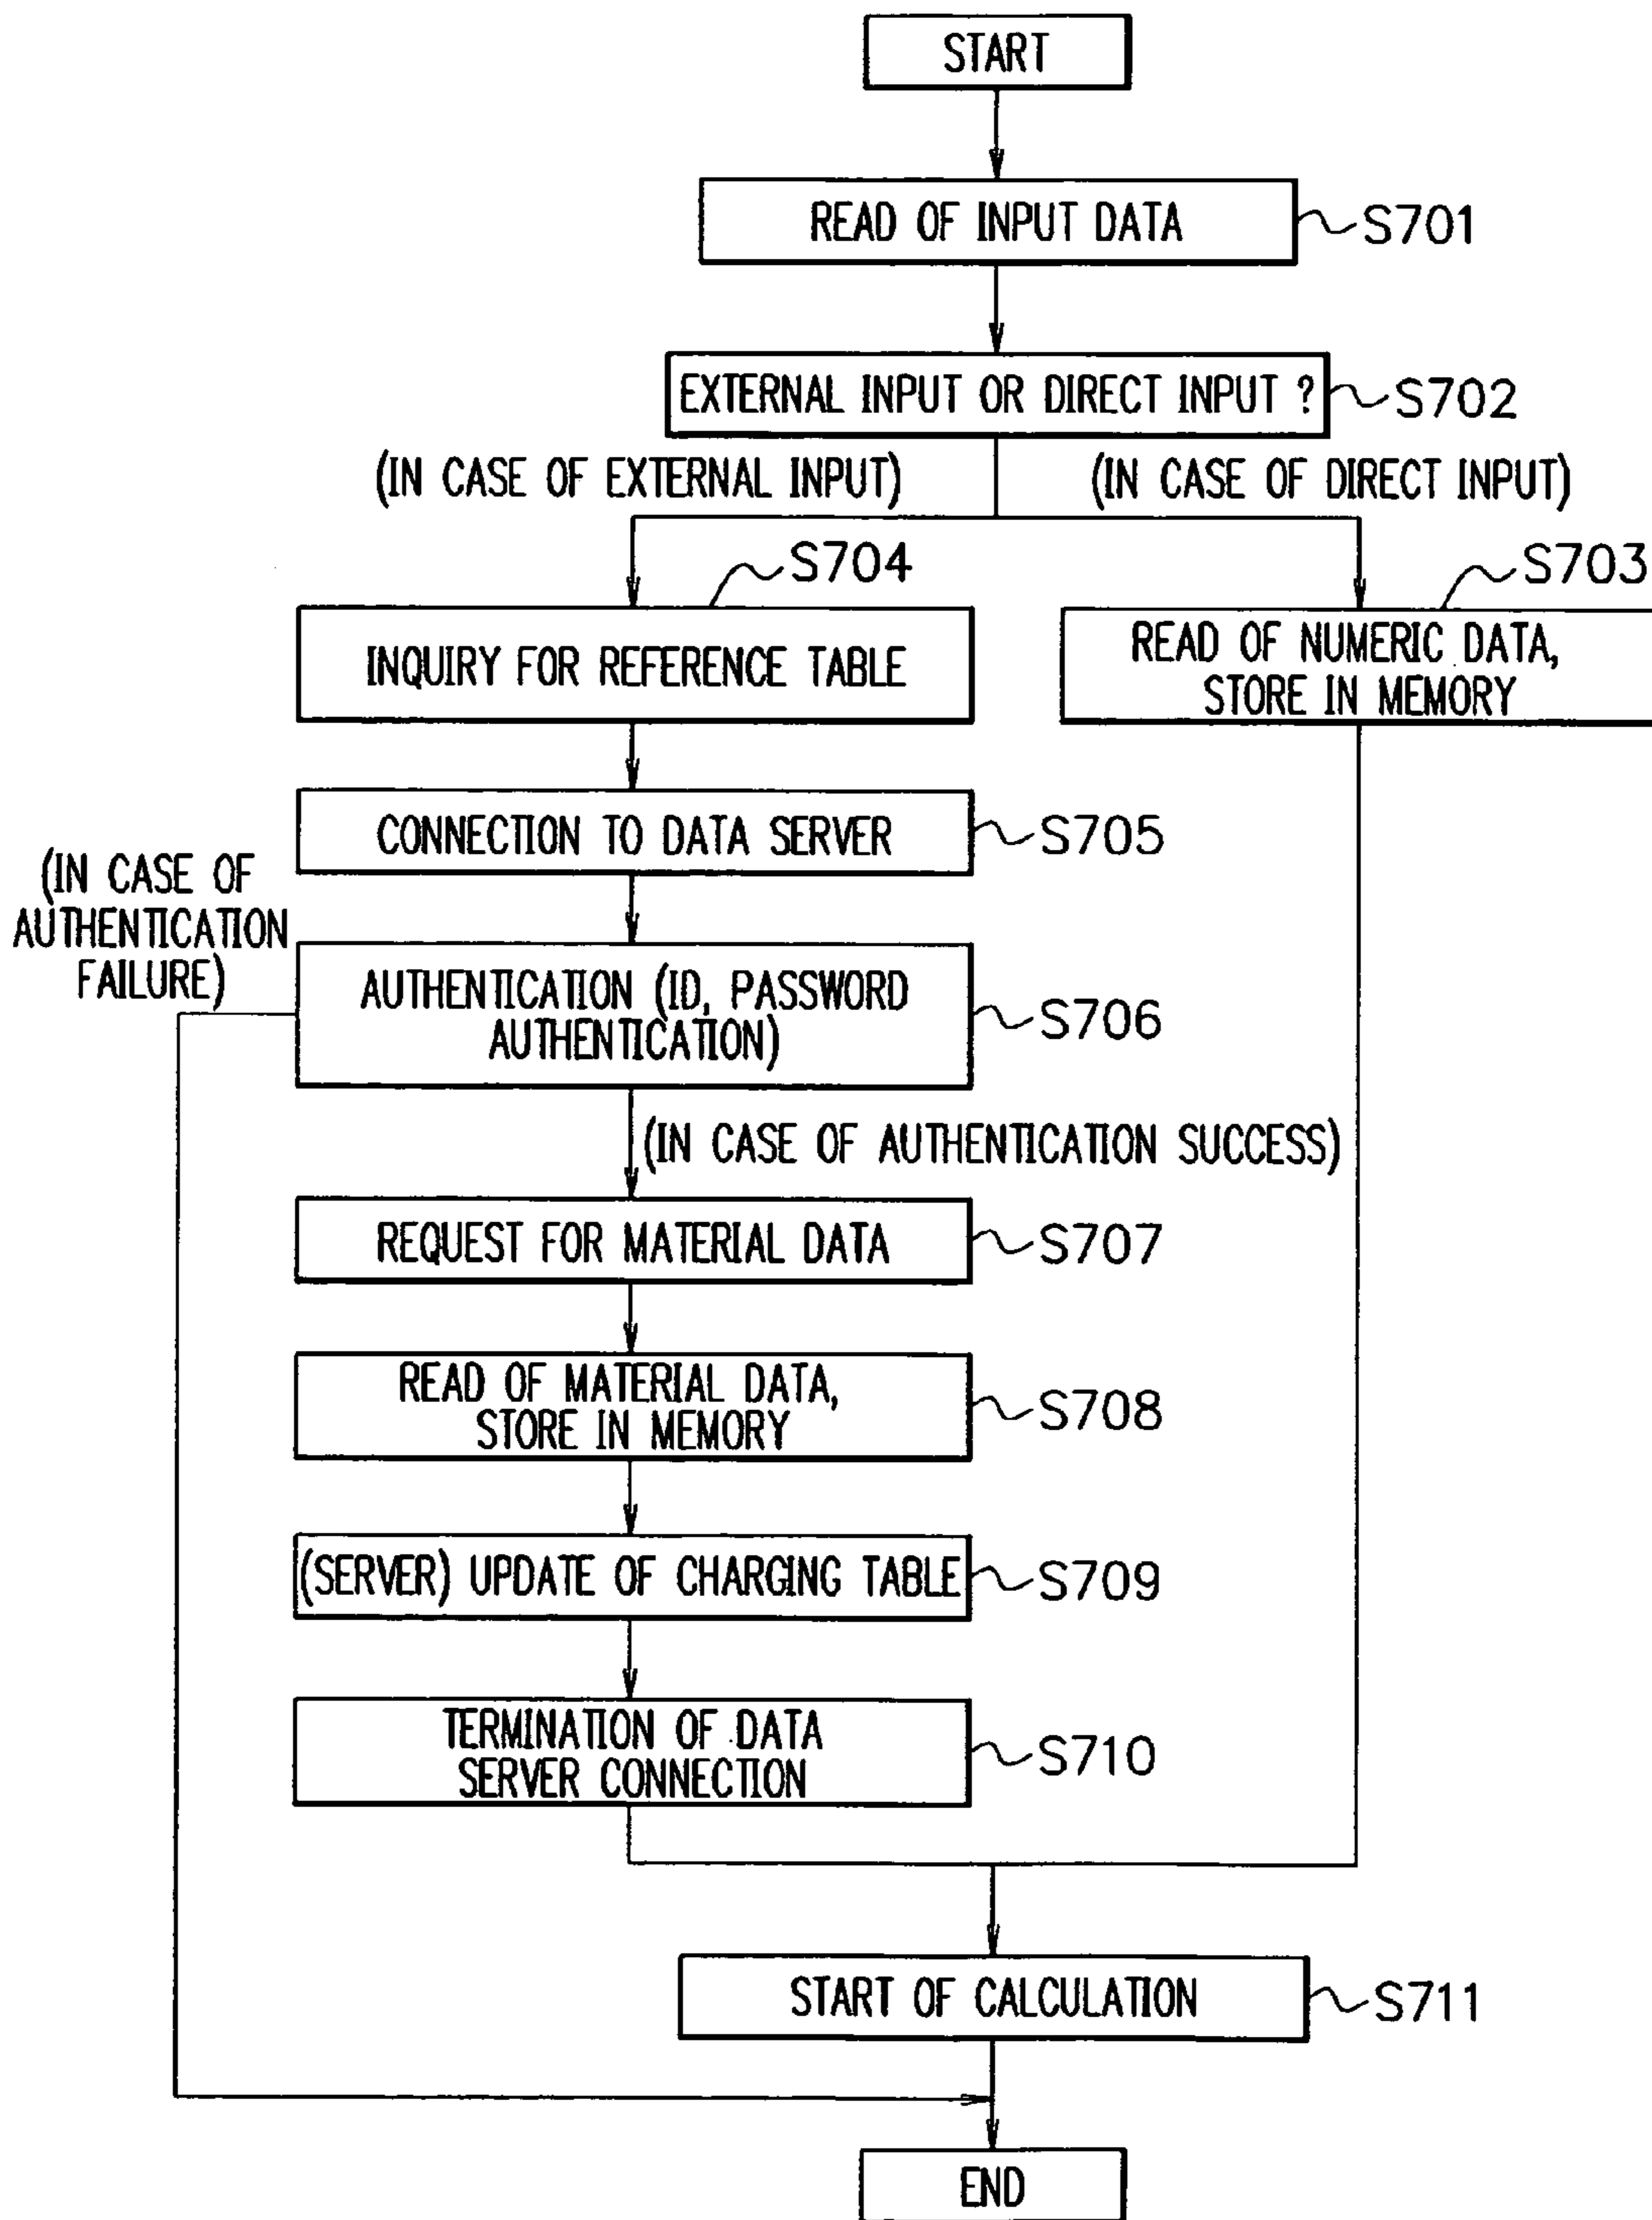 START
READ OF INPUT DATA
S701
EXTERNAL INPUT OR DIRECT INPUT ?
S702
(IN CASE OF EXTERNAL INPUT)
(IN CASE OF DIRECT INPUT)
S704
S703
INQUIRY FOR REFERENCE TABLE
READ OF NUMERIC DATA,
STORE IN MEMORY
CONNECTION TO DATA SERVER
S705
(IN CASE OF
AUTHENTICATION
FAILURE)
AUTHENTICATION (ID, PASSWORD
AUTHENTICATION)
S706
(IN CASE OF AUTHENTICATION SUCCESS)
REQUEST FOR MATERIAL DATA
S707
READ OF MATERIAL DATA,
STORE IN MEMORY
S708
(SERVER) UPDATE OF CHARGING TABLE
S709
TERMINATION OF DATA
SERVER CONNECTION
S710
START OF CALCULATION
S711
END